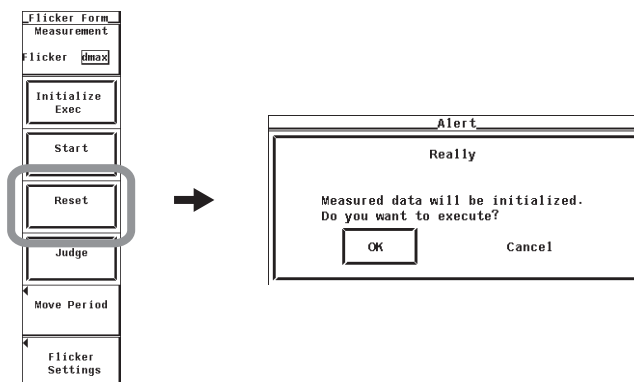 Flicker Form
Measurement
Flicker dmax
Initialize
Exec
Start
Reset
Judge
Move Period
Flicker
Settings
Alert
Really
Measured data will be initialized.
Do you want to execute?
OK Cancel